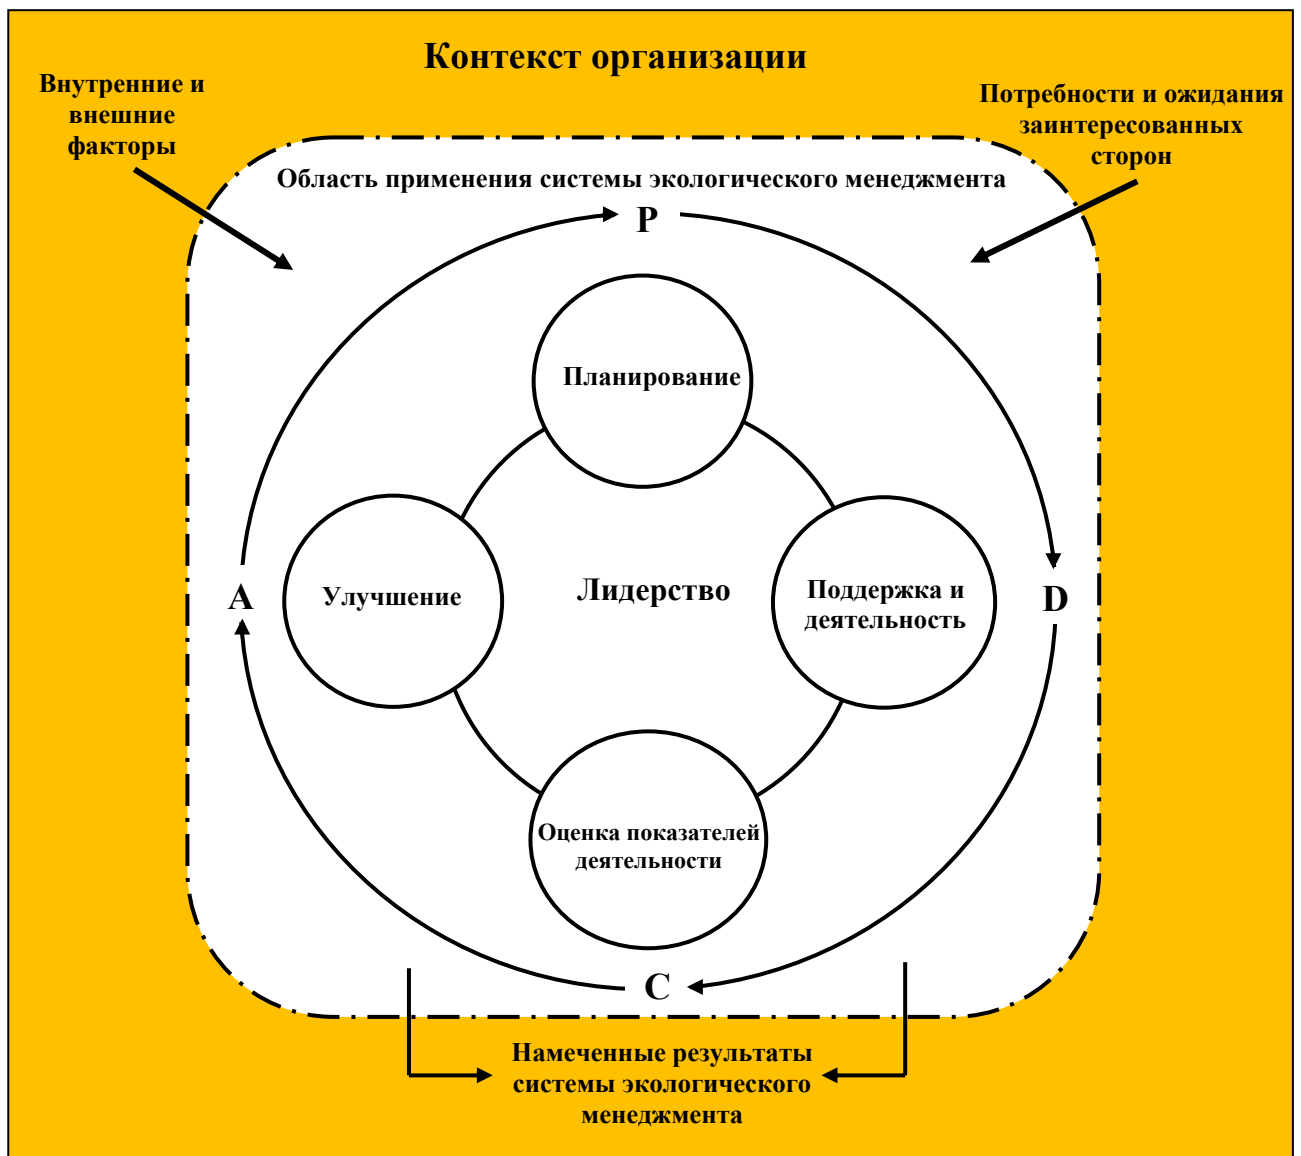 Контекст организации
Внутренние и
внешние
факторы
Потребности и ожидания
заинтересованных
сторон
Область применения системы экологического менеджмента
P
Планирование
A
Улучшение
Лидерство
Поддержка и
деятельность
D
Оценка показателей
деятельности
C
Намеченные результаты
системы экологического
менеджмента